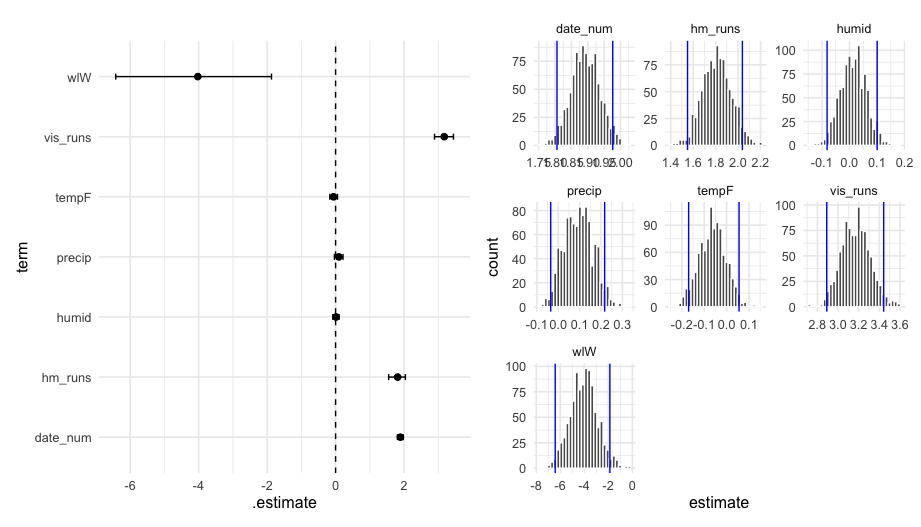 term
wlW
vis_runs
tempF
precip
humid
hm_runs
date_num
-6 -4 -2 0 2
.estimate
count
date_num hm_runs humid
75
50
25
0
75
50
25
0
100
75
50
25
0
1.4 1.6 1.8 2.0 2.2
-0.1 0.0 0.1 0.2
precip tempF vis_runs
80
60
40
20
0
90
60
30
0
100
75
50
25
0
-0.1 0.0 0.1 0.2 0.3
-0.2 -0.1 0.0 0.1
2.8 3.0 3.2 3.4 3.6
wlW
100
75
50
25
0
-8 -6 -4 -2 0
estimate